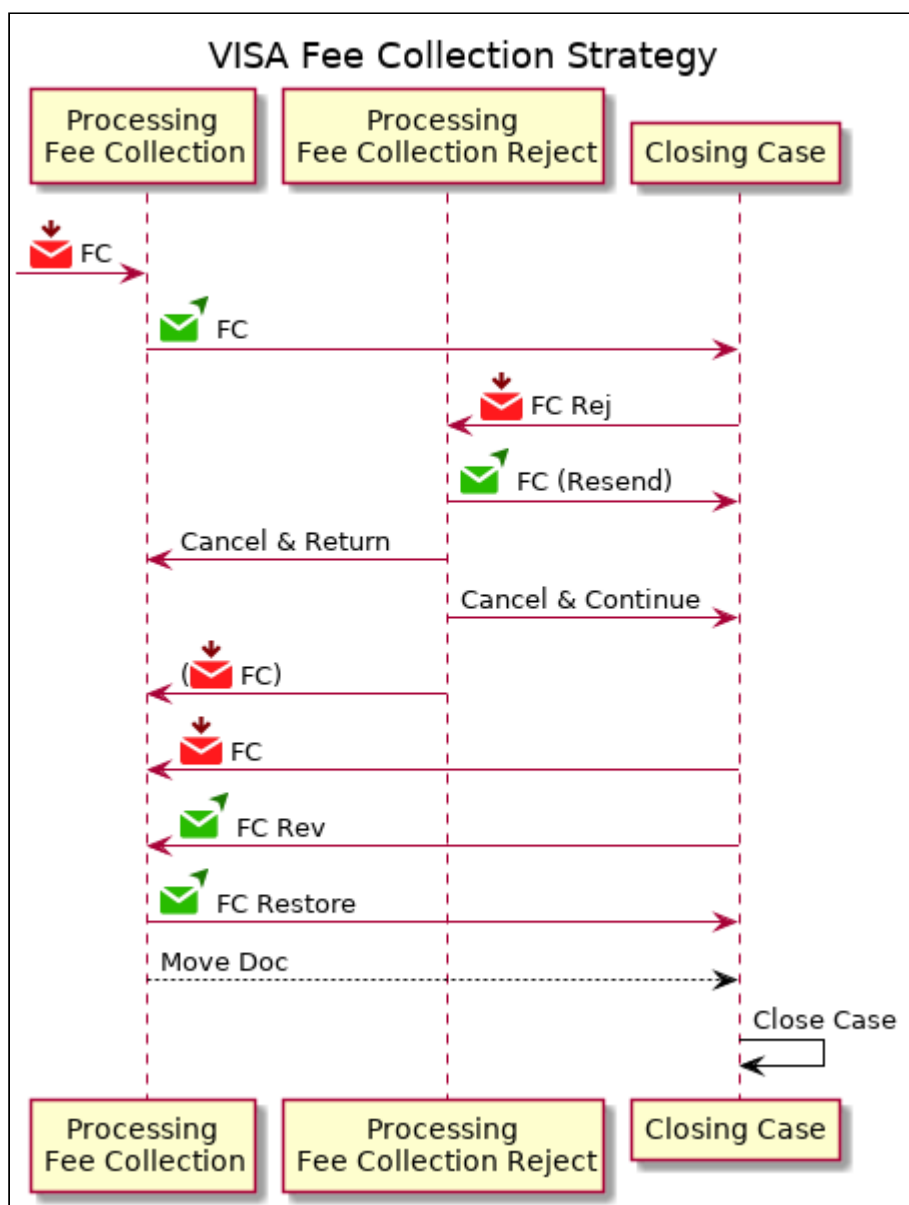 VISA Fee Collection Strategy
Processing
Fee Collection
Processing
Fee Collection Reject
Closing Case
FC
FC
FC Rej
FC (Resend)
Cancel & Return
Cancel & Continue
( FC)
FC
FC Rev
FC Restore
Move Doc
Close Case
Processing
Fee Collection
Processing
Fee Collection Reject
Closing Case